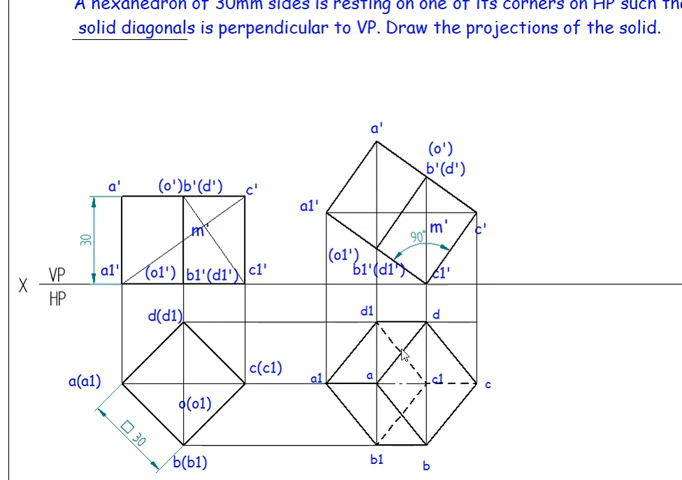 A hexahedron of 30mm sides is resting on one of its corners on HP such
solid diagonals is perpendicular to VP. Draw the projections of the solid.
a'
(o')
a' (o')b'(d') c' b'(d')
a1' m' c'
30 m'
90°
(o1')
X VP a1' (o1') b1'(d1') c1' b1'(d1') c1'
HP
d(d1) d1 d
a(a1) c(c1) a1 a c1 c
o(o1)
□ 30
b(b1) b1 b